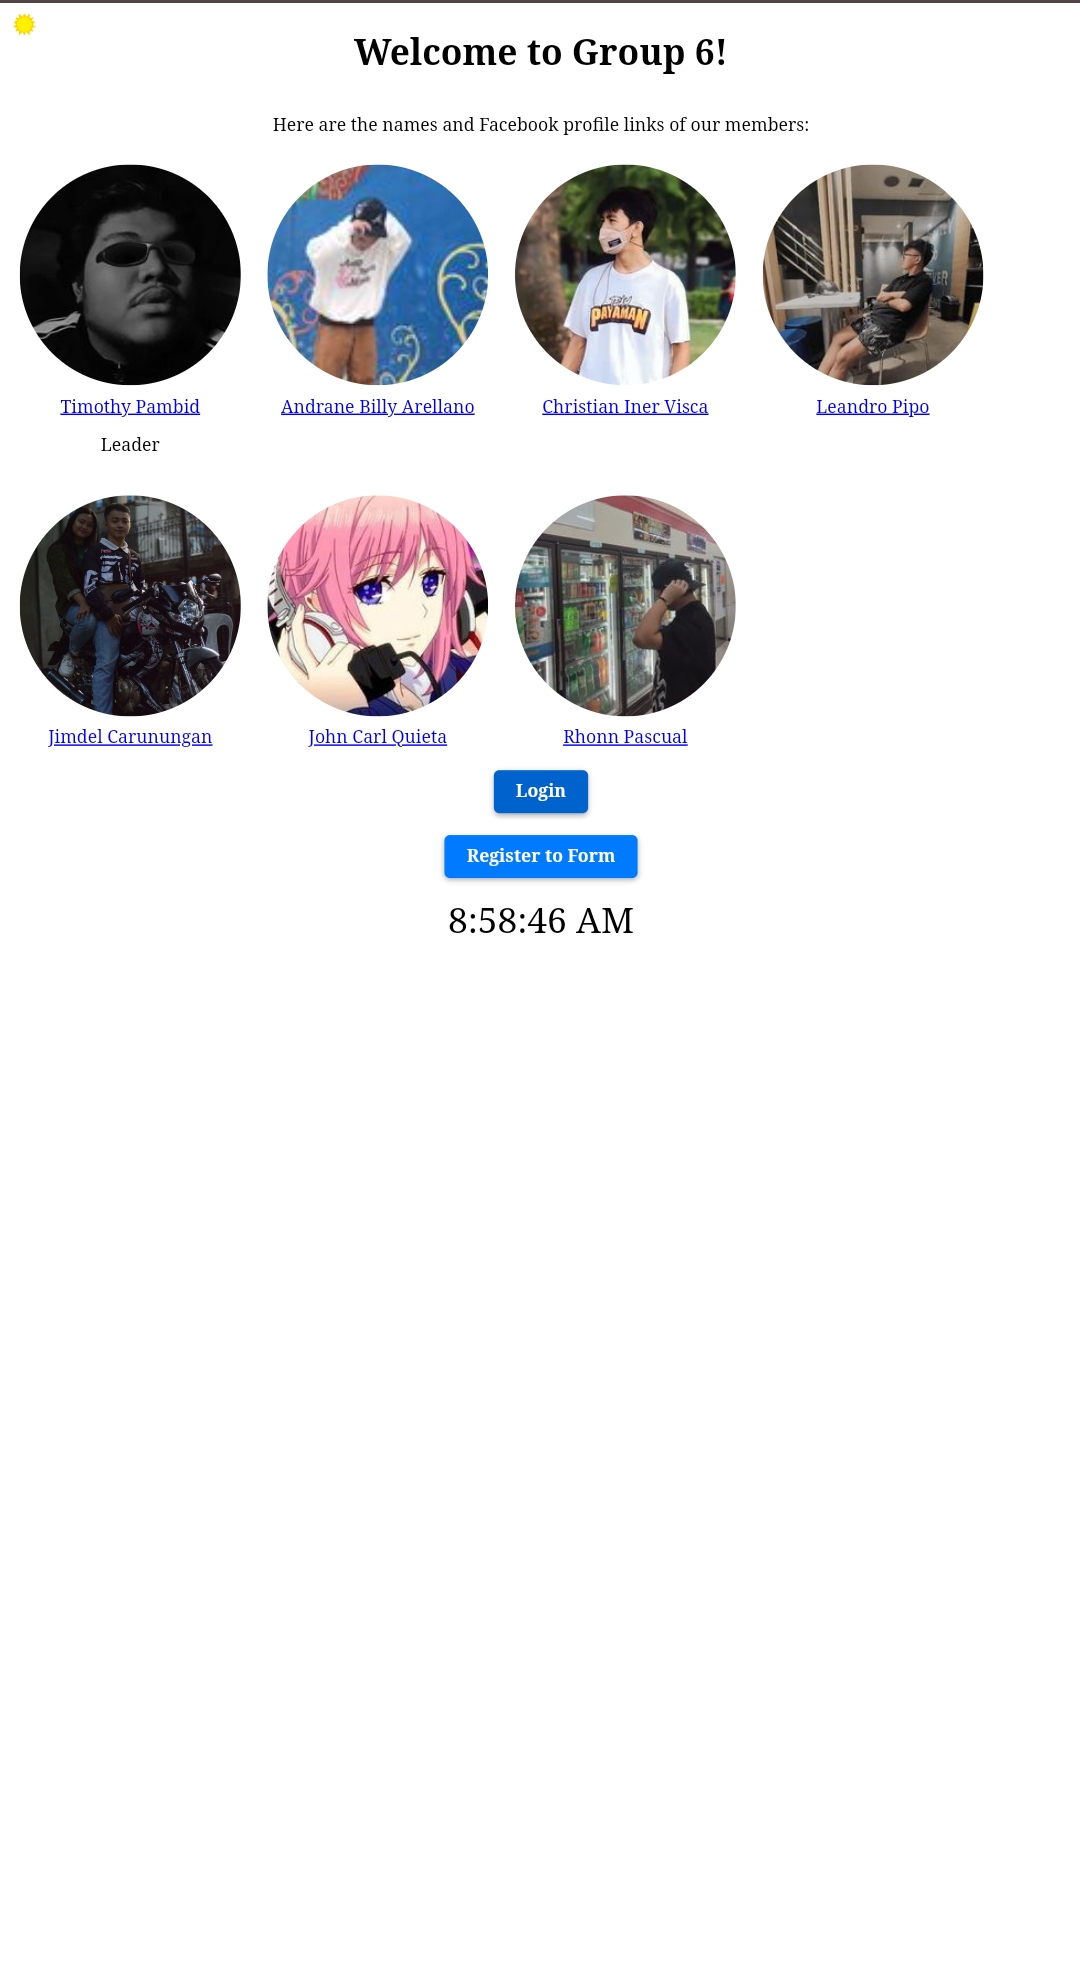 Welcome to Group 6!
Here are the names and Facebook profile links of our members:
PAYAMAN
Timothy Pambid
Andrane Billy Arellano
Christian Iner Visca
Leandro Pipo
Leader
Jimdel Carunungan
John Carl Quieta
Rhonn Pascual
Login
Register to Form
8:58:46 AM